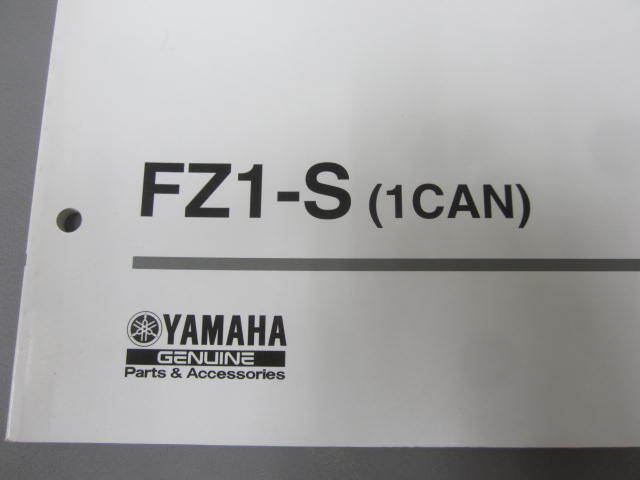 FZ1-S (1CAN)
YAMAHA
GENUINE
Parts & Accessories